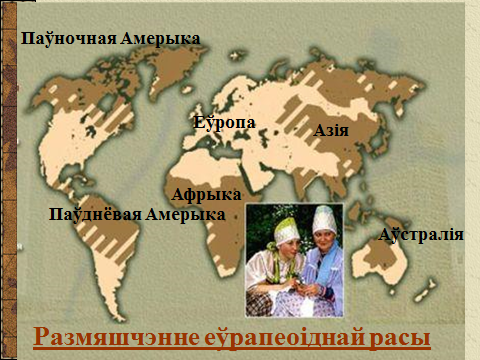 Паўночная Амерыка
Еўропа
Азія
Афрыка
Паўднёвая Амерыка
Аўстралія
Размяшчэнне еўрапеоіднай расы